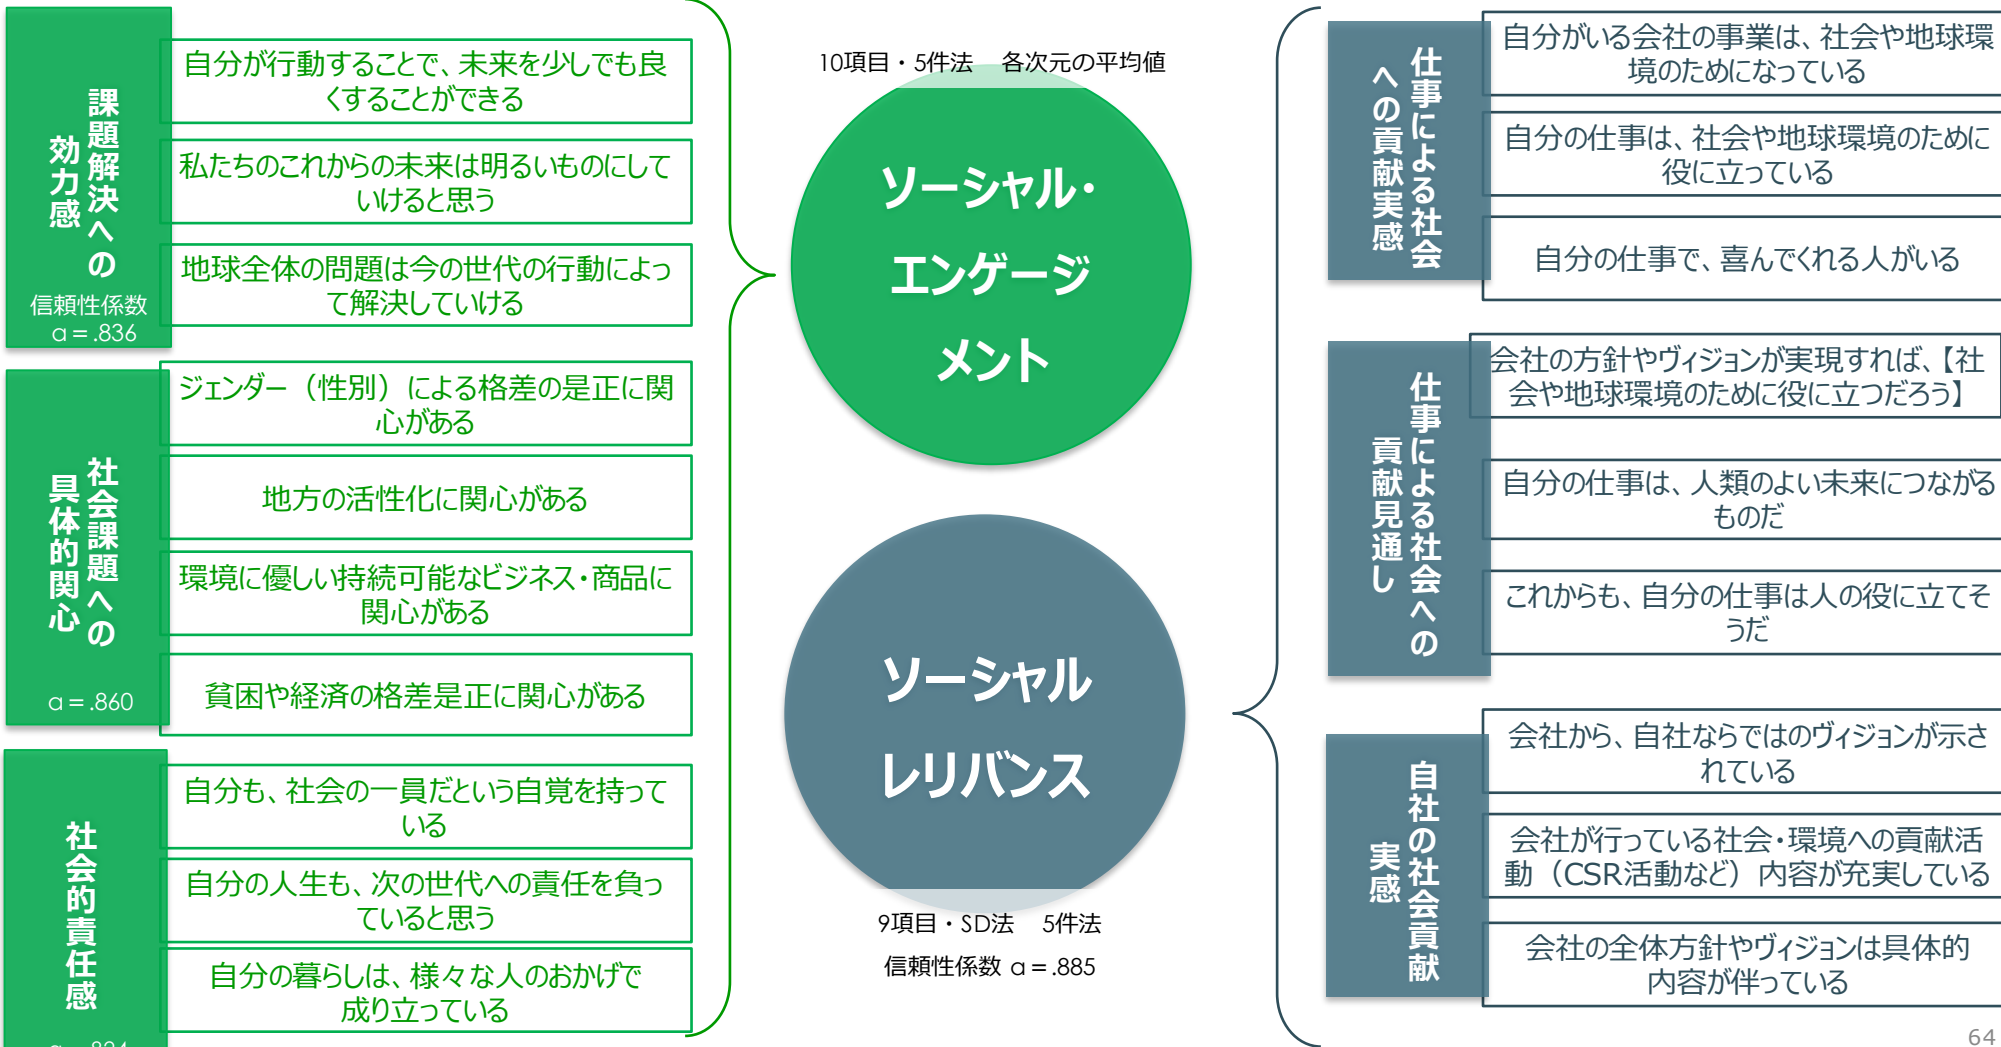 課題解決への
効力感
信頼性係数
α＝.836
自分が行動することで、未来を少しでも良
くすることができる
私たちのこれからの未来は明るいものにして
いけると思う
地球全体の問題は今の世代の行動によっ
て解決していける
社会課題への
具体的関心
α＝.860
ジェンダー（性別）による格差の是正に関
心がある
地方の活性化に関心がある
環境に優しい持続可能なビジネス・商品に
関心がある
貧困や経済の格差是正に関心がある
社会的責任感
自分も、社会の一員だという自覚を持って
いる
自分の人生も、次の世代への責任を負っ
ていると思う
自分の暮らしは、様々な人のおかげで
成り立っている
10項目・5件法　各次元の平均値
ソーシャル・
エンゲージ
メント
ソーシャル
レリバンス
9項目・SD法　5件法
信頼性係数 α＝.885
仕事による社会
への貢献実感
自分がいる会社の事業は、社会や地球環
境のためになっている
自分の仕事は、社会や地球環境のために
役に立っている
自分の仕事で、喜んでくれる人がいる
仕事による社会への
貢献見通し
会社の方針やヴィジョンが実現すれば、【社
会や地球環境のために役に立つだろう】
自分の仕事は、人類のよい未来につながる
ものだ
これからも、自分の仕事は人の役に立てそ
うだ
自社の社会貢献
実感
会社から、自社ならではのヴィジョンが示さ
れている
会社が行っている社会・環境への貢献活
動（CSR活動など）内容が充実している
会社の全体方針やヴィジョンは具体的
内容が伴っている
64